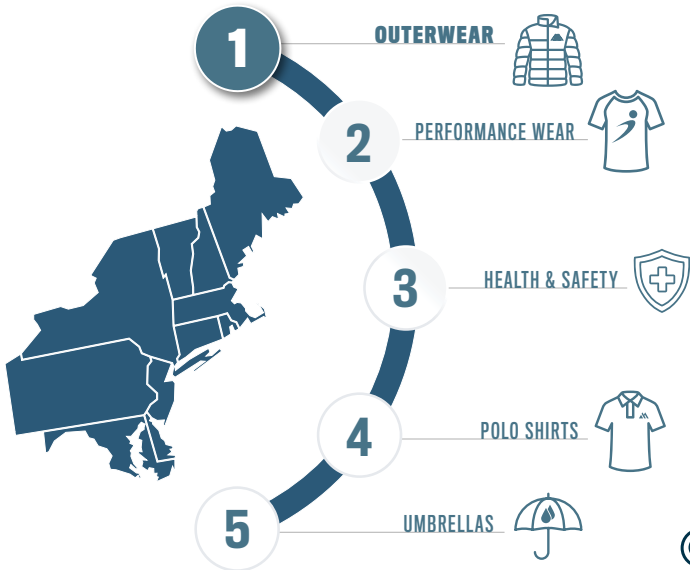 1
OUTERWEAR
2
PERFORMANCE WEAR
3
HEALTH & SAFETY
4
POLO SHIRTS
5
UMBRELLAS